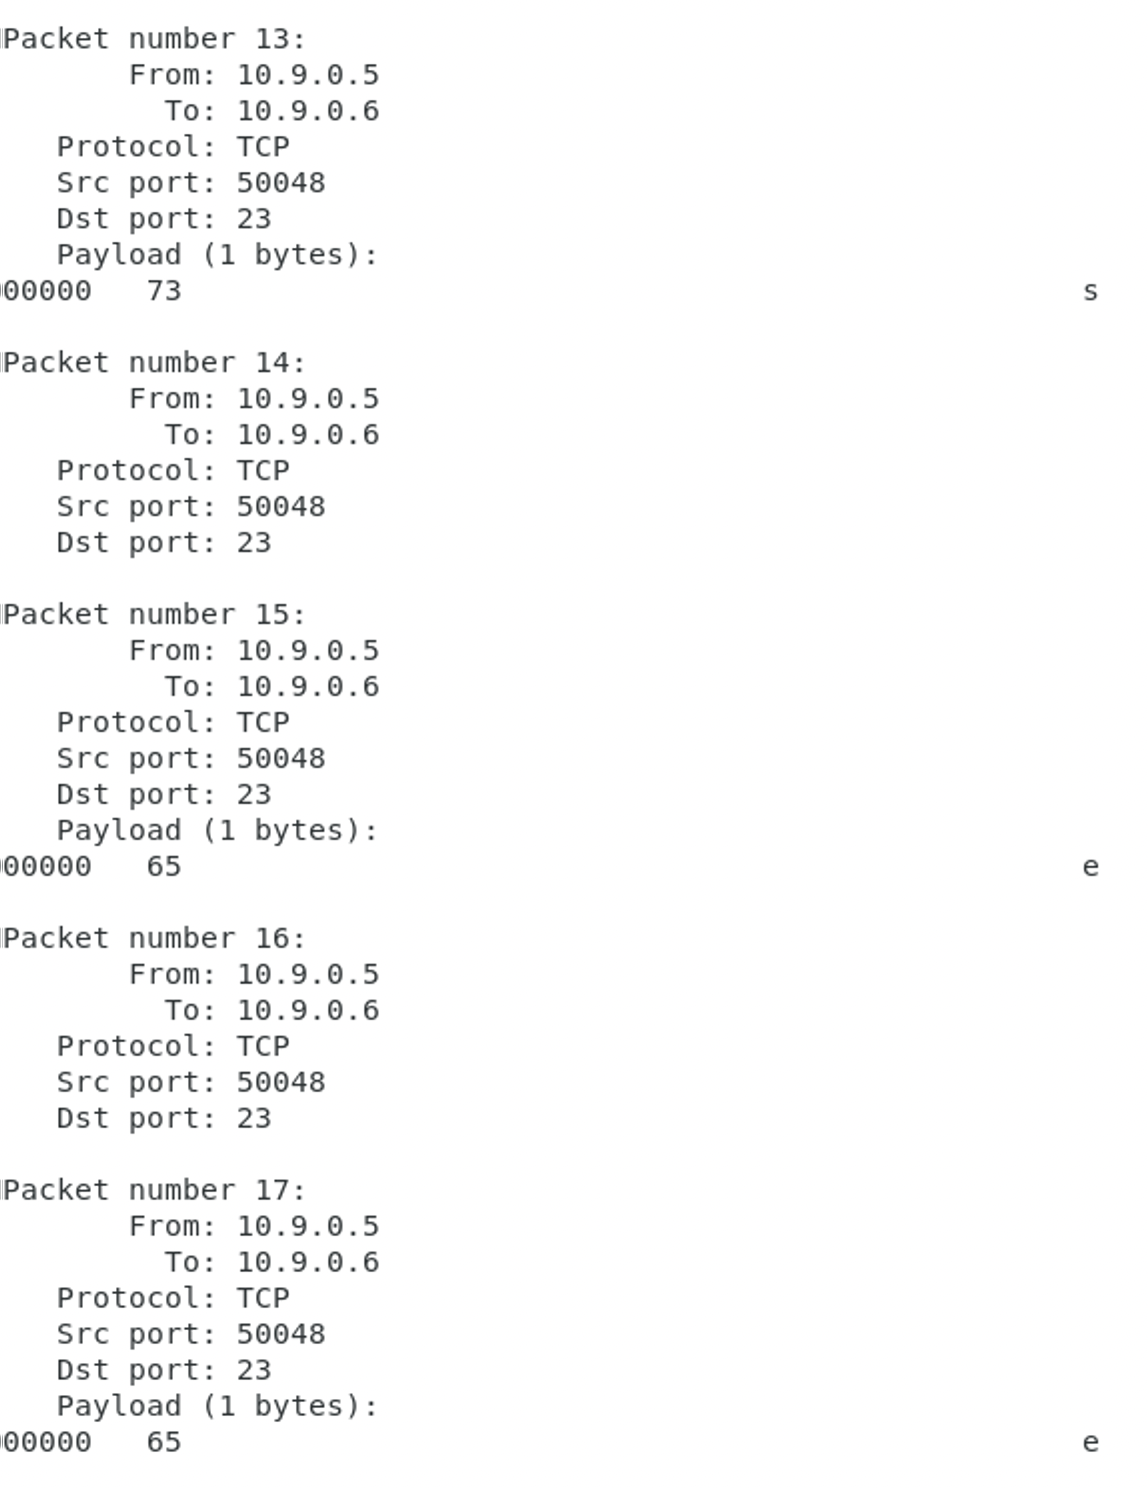 Packet number 13:
From: 10.9.0.5
To: 10.9.0.6
Protocol: TCP
Src port: 50048
Dst port: 23
Payload (1 bytes):
00000   73   s
Packet number 14:
From: 10.9.0.5
To: 10.9.0.6
Protocol: TCP
Src port: 50048
Dst port: 23
Packet number 15:
From: 10.9.0.5
To: 10.9.0.6
Protocol: TCP
Src port: 50048
Dst port: 23
Payload (1 bytes):
00000   65   e
Packet number 16:
From: 10.9.0.5
To: 10.9.0.6
Protocol: TCP
Src port: 50048
Dst port: 23
Packet number 17:
From: 10.9.0.5
To: 10.9.0.6
Protocol: TCP
Src port: 50048
Dst port: 23
Payload (1 bytes):
00000   65   e